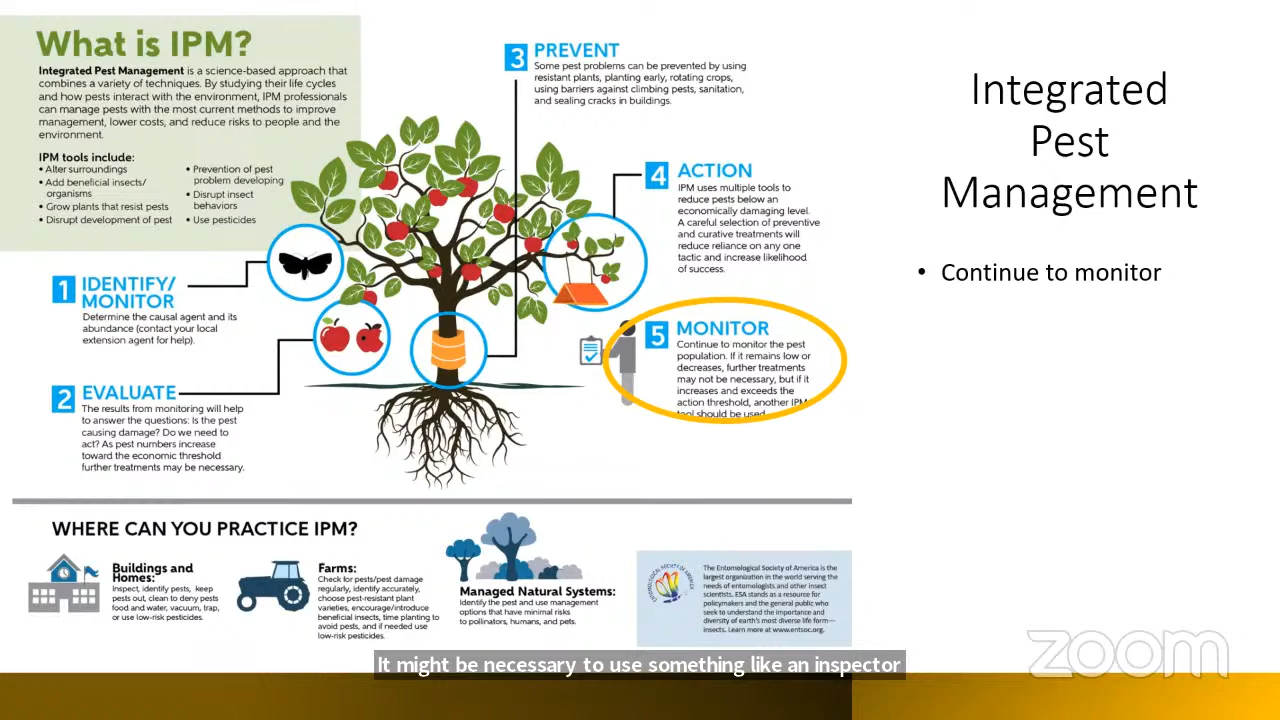 What is IPM?
Integrated Pest Management is a science-based approach that
combines a variety of techniques. By studying their life cycles
and how pests interact with the environment, IPM professionals
can manage pests with the most current methods to improve
management, lower costs, and reduce risks to people and the
environment.
IPM tools include:
• Alter surroundings
• Add beneficial insects/
organisms
• Grow plants that resist pests
• Disrupt development of pest
• Prevention of pest
problem developing
• Disrupt insect
behaviors
• Use pesticides
1 IDENTIFY/
MONITOR
Determine the causal agent and its
abundance (contact your local
extension agent for help).
2 EVALUATE
The results from monitoring will help
to answer the questions: Is the pest
causing damage? Do we need to
act? As pest numbers increase
toward the economic threshold
further treatments may be necessary.
3 PREVENT
Some pest problems can be prevented by using
resistant plants, planting early, rotating crops,
using barriers against climbing pests, sanitation,
and sealing cracks in buildings.
4 ACTION
IPM uses multiple tools to
reduce pests below an
economically damaging level.
A careful selection of preventive
and curative treatments will
reduce reliance on any one
tactic and increase likelihood
of success.
5 MONITOR
Continue to monitor the pest
population. If it remains low or
decreases, further treatments
may not be necessary, but if it
increases and exceeds the
action threshold, another IPM
tool should be used.
Integrated
Pest
Management
• Continue to monitor
WHERE CAN YOU PRACTICE IPM?
Buildings and
Homes:
Inspect, identify pests, keep
pests out, clean to deny pests
food and water, vacuum, trap,
or use low-risk pesticides.
Farms:
Check for pests/pest damage
regularly, identify accurately,
choose pest-resistant plant
varieties, encourage/introduce
beneficial insects, time planting to
avoid pests, and if needed use
low-risk pesticides.
Managed Natural Systems:
Identify the pest and use management
options that have minimal risks
to pollinators, humans, and pets.
ENTOMOLOGICAL SOCIETY OF AMERICA
The Entomological Society of America is the
largest organization in the world serving the
needs of entomologists and other insect
scientists. ESA stands as a resource for
policymakers and the general public who
seek to understand the importance and
diversity of earth's most diverse life form—
insects. Learn more at www.entsoc.org.
zoom
It might be necessary to use something like an inspector